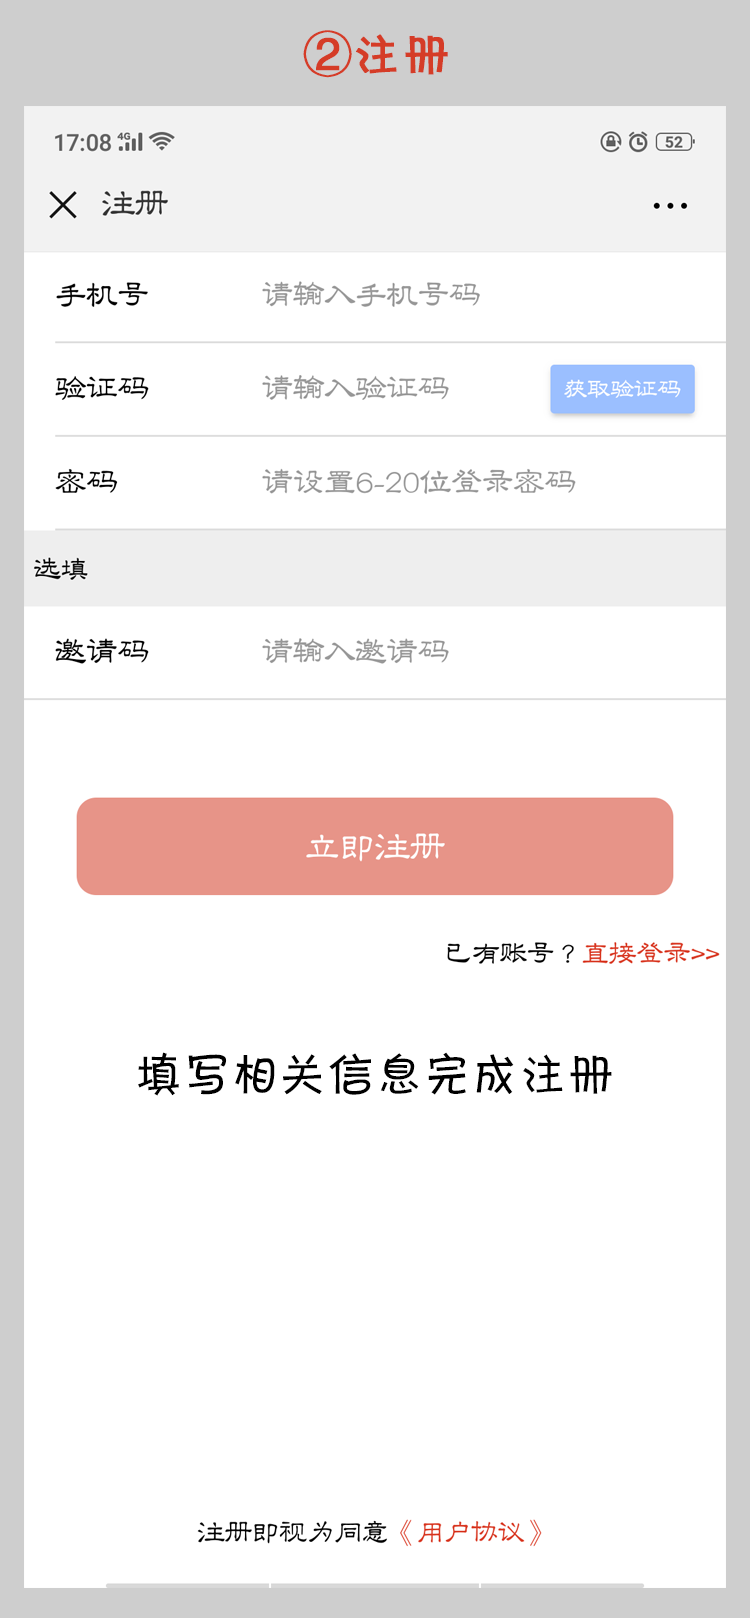 ②注册
17:08 4G 52
注册
手机号 请输入手机号码
验证码 请输入验证码 获取验证码
密码 请设置6-20位登录密码
选填
邀请码 请输入邀请码
立即注册
已有账号？直接登录>>
填写相关信息完成注册
注册即视为同意《用户协议》